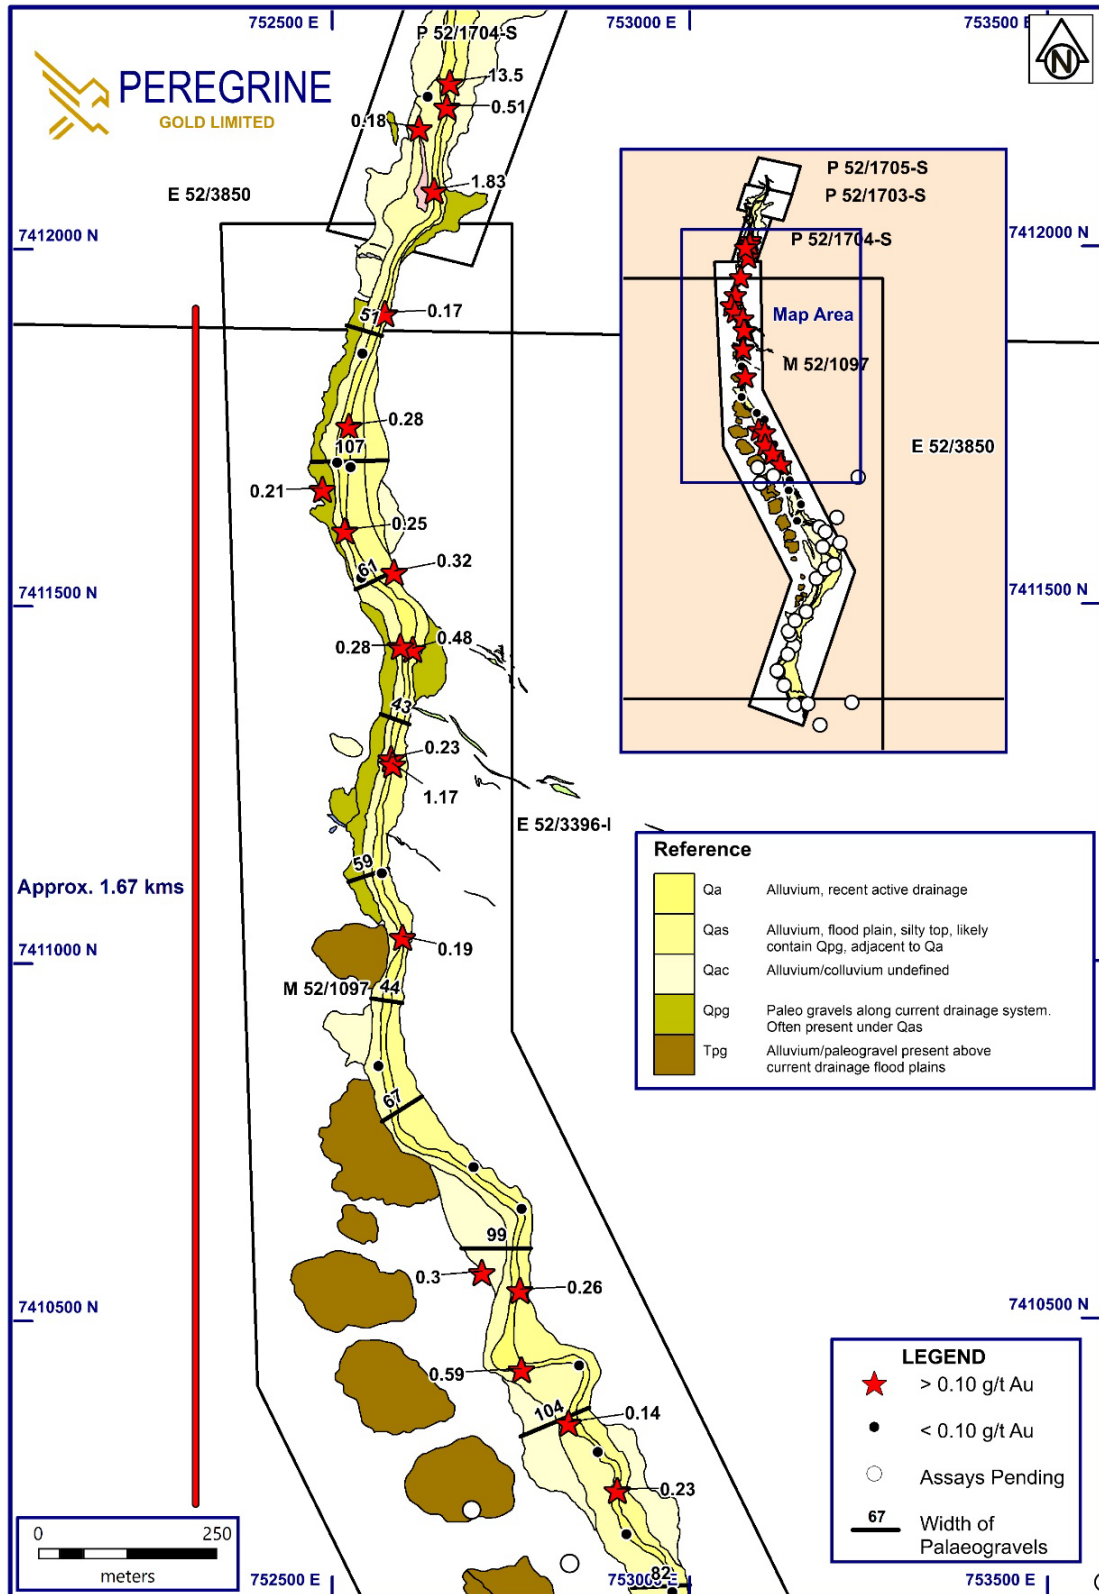 752500 E
753000 E
753500 E
P 52/1704-S
N
PEREGRINE
GOLD LIMITED
13.5
0.51
0.18
1.83
E 52/3850
7412000 N
7412000 N
P 52/1705-S
P 52/1703-S
P 52/1704-S
Map Area
M 52/1097
E 52/3850
0.17
51
0.28
107
0.21
0.25
0.32
61
7411500 N
7411500 N
0.28
0.48
43
0.23
1.17
E 52/3396-I
59
Approx. 1.67 kms
Reference
Qa Alluvium, recent active drainage
Qas Alluvium, flood plain, silty top, likely
contain Qpg, adjacent to Qa
Qac Alluvium/colluvium undefined
Qpg Paleo gravels along current drainage system.
Often present under Qas
Tpg Alluvium/paleogravel present above
current drainage flood plains
0.19
7411000 N
M 52/1097
44
67
99
0.3
0.26
7410500 N
7410500 N
0.59
104
0.14
0.23
82
LEGEND
> 0.10 g/t Au
< 0.10 g/t Au
Assays Pending
67 Width of
Palaeogravels
0 250
meters
752500 E
753000 E
753500 E